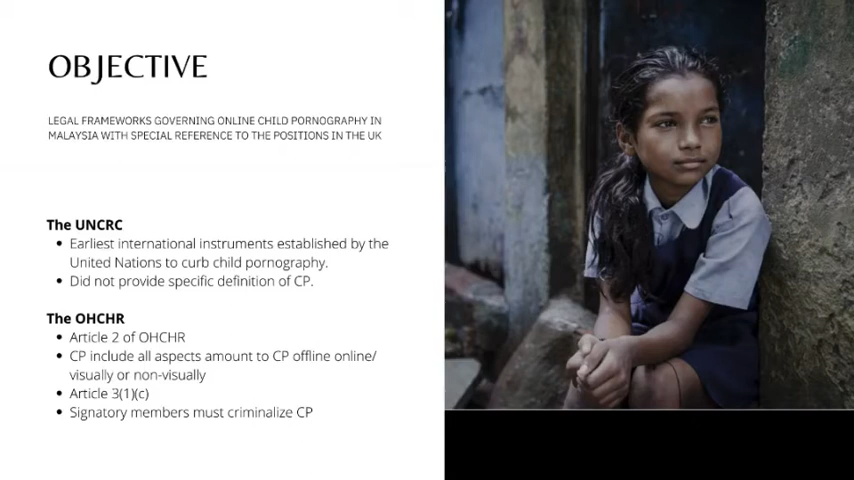 OBJECTIVE
LEGAL FRAMEWORKS GOVERNING ONLINE CHILD PORNOGRAPHY IN
MALAYSIA WITH SPECIAL REFERENCE TO THE POSITIONS IN THE UK
The UNCRC
• Earliest international instruments established by the
United Nations to curb child pornography.
• Did not provide specific definition of CP.
The OHCHR
• Article 2 of OHCHR
• CP include all aspects amount to CP offline online/
visually or non-visually
• Article 3(1)(c)
• Signatory members must criminalize CP